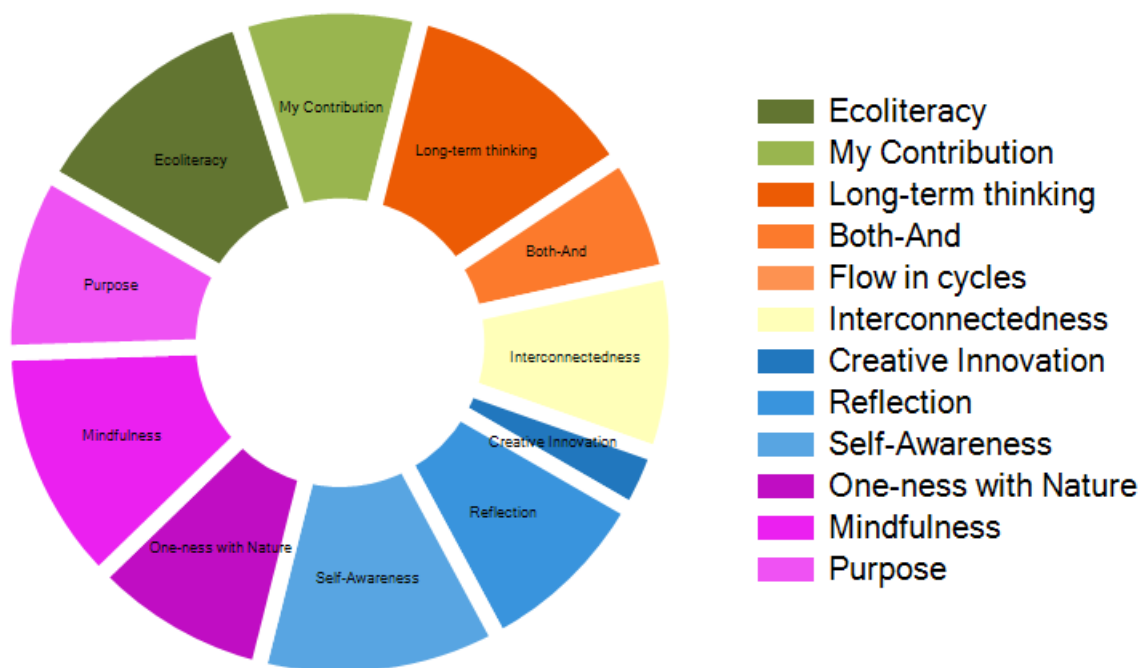 My Contribution
Long-term thinking
Ecoliteracy
Both-And
Purpose
Interconnectedness
Mindfulness
Creative Innovation
Reflection
One-ness with Nature
Self-Awareness
Ecoliteracy
My Contribution
Long-term thinking
Both-And
Flow in cycles
Interconnectedness
Creative Innovation
Reflection
Self-Awareness
One-ness with Nature
Mindfulness
Purpose